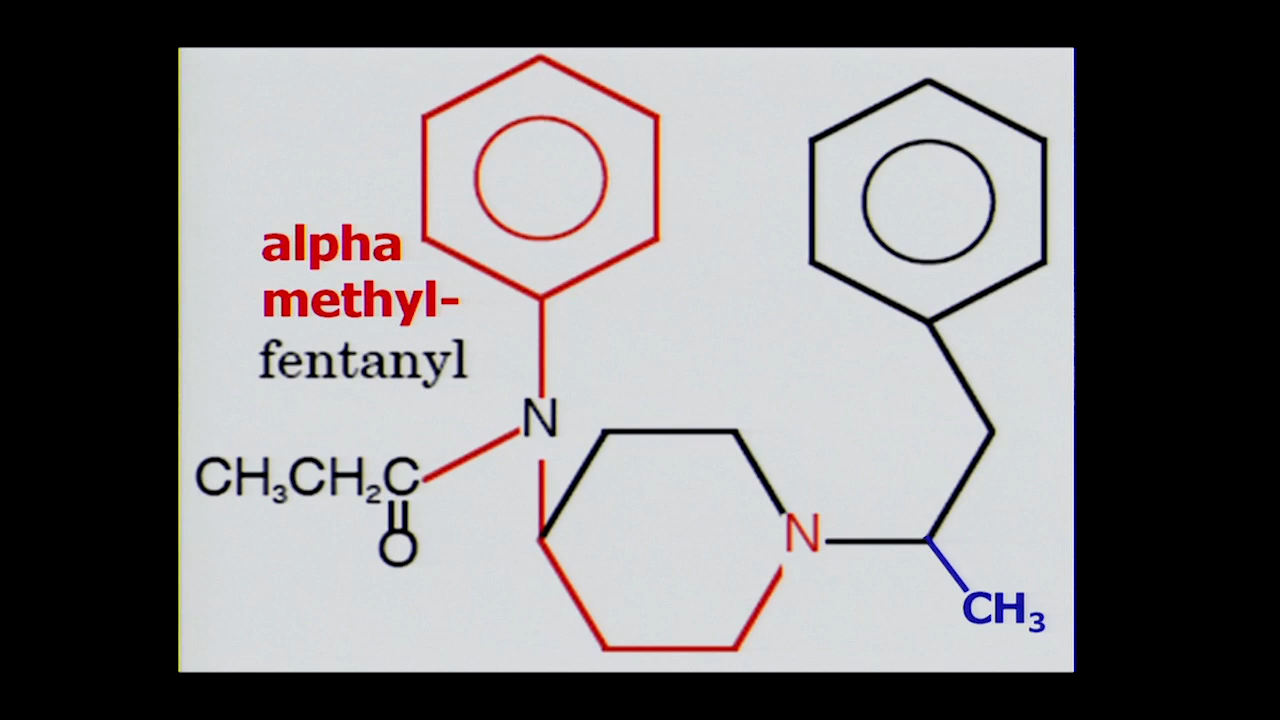 alpha
methyl-
fentanyl
N
CH₃CH₂C
O
N
CH₃